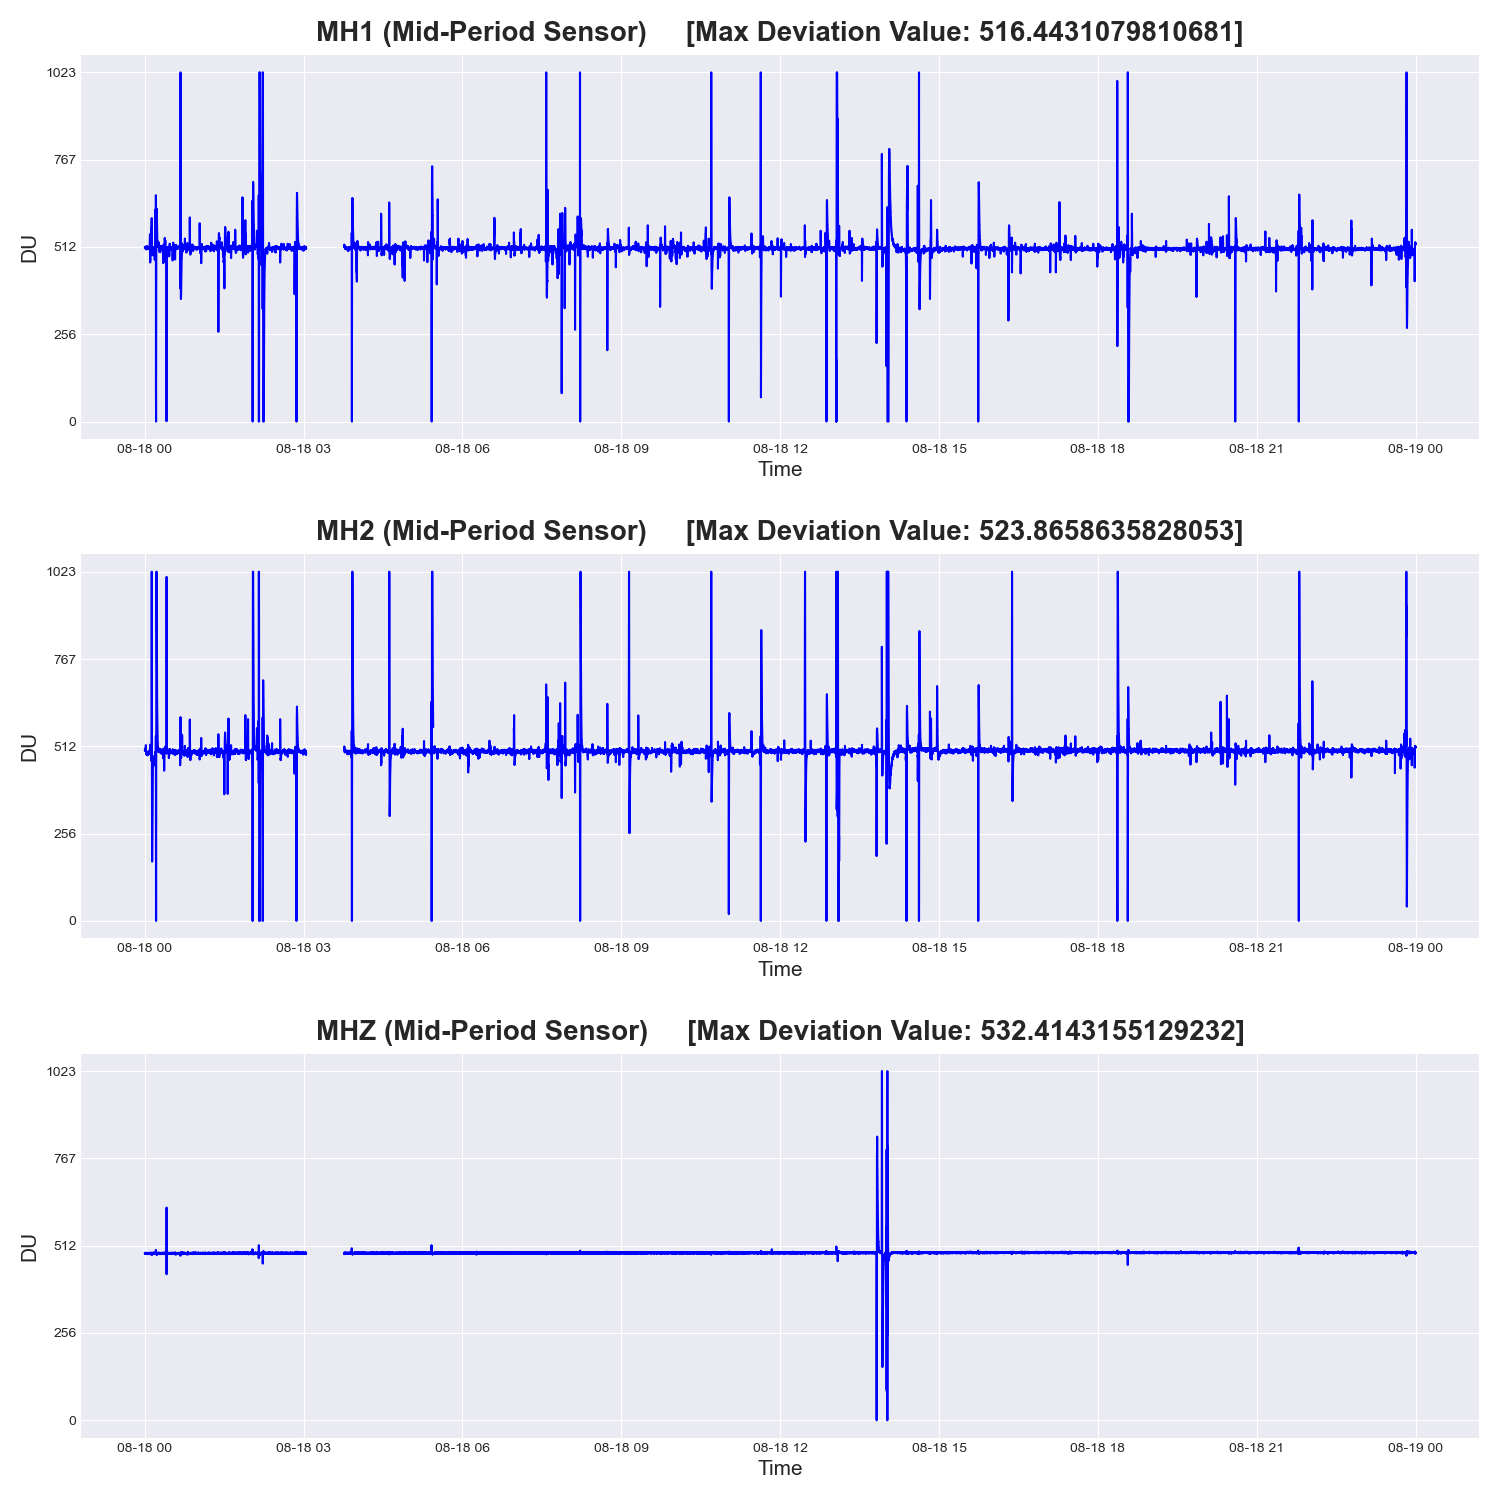 MH1 (Mid-Period Sensor) [Max Deviation Value: 516.4431079810681]
1023
767
512
256
0
DU
08-18 00 08-18 03 08-18 06 08-18 09 08-18 12 08-18 15 08-18 18 08-18 21 08-19 00
Time
MH2 (Mid-Period Sensor) [Max Deviation Value: 523.8658635828053]
1023
767
512
256
0
DU
08-18 00 08-18 03 08-18 06 08-18 09 08-18 12 08-18 15 08-18 18 08-18 21 08-19 00
Time
MHZ (Mid-Period Sensor) [Max Deviation Value: 532.4143155129232]
1023
767
512
256
0
DU
08-18 00 08-18 03 08-18 06 08-18 09 08-18 12 08-18 15 08-18 18 08-18 21 08-19 00
Time